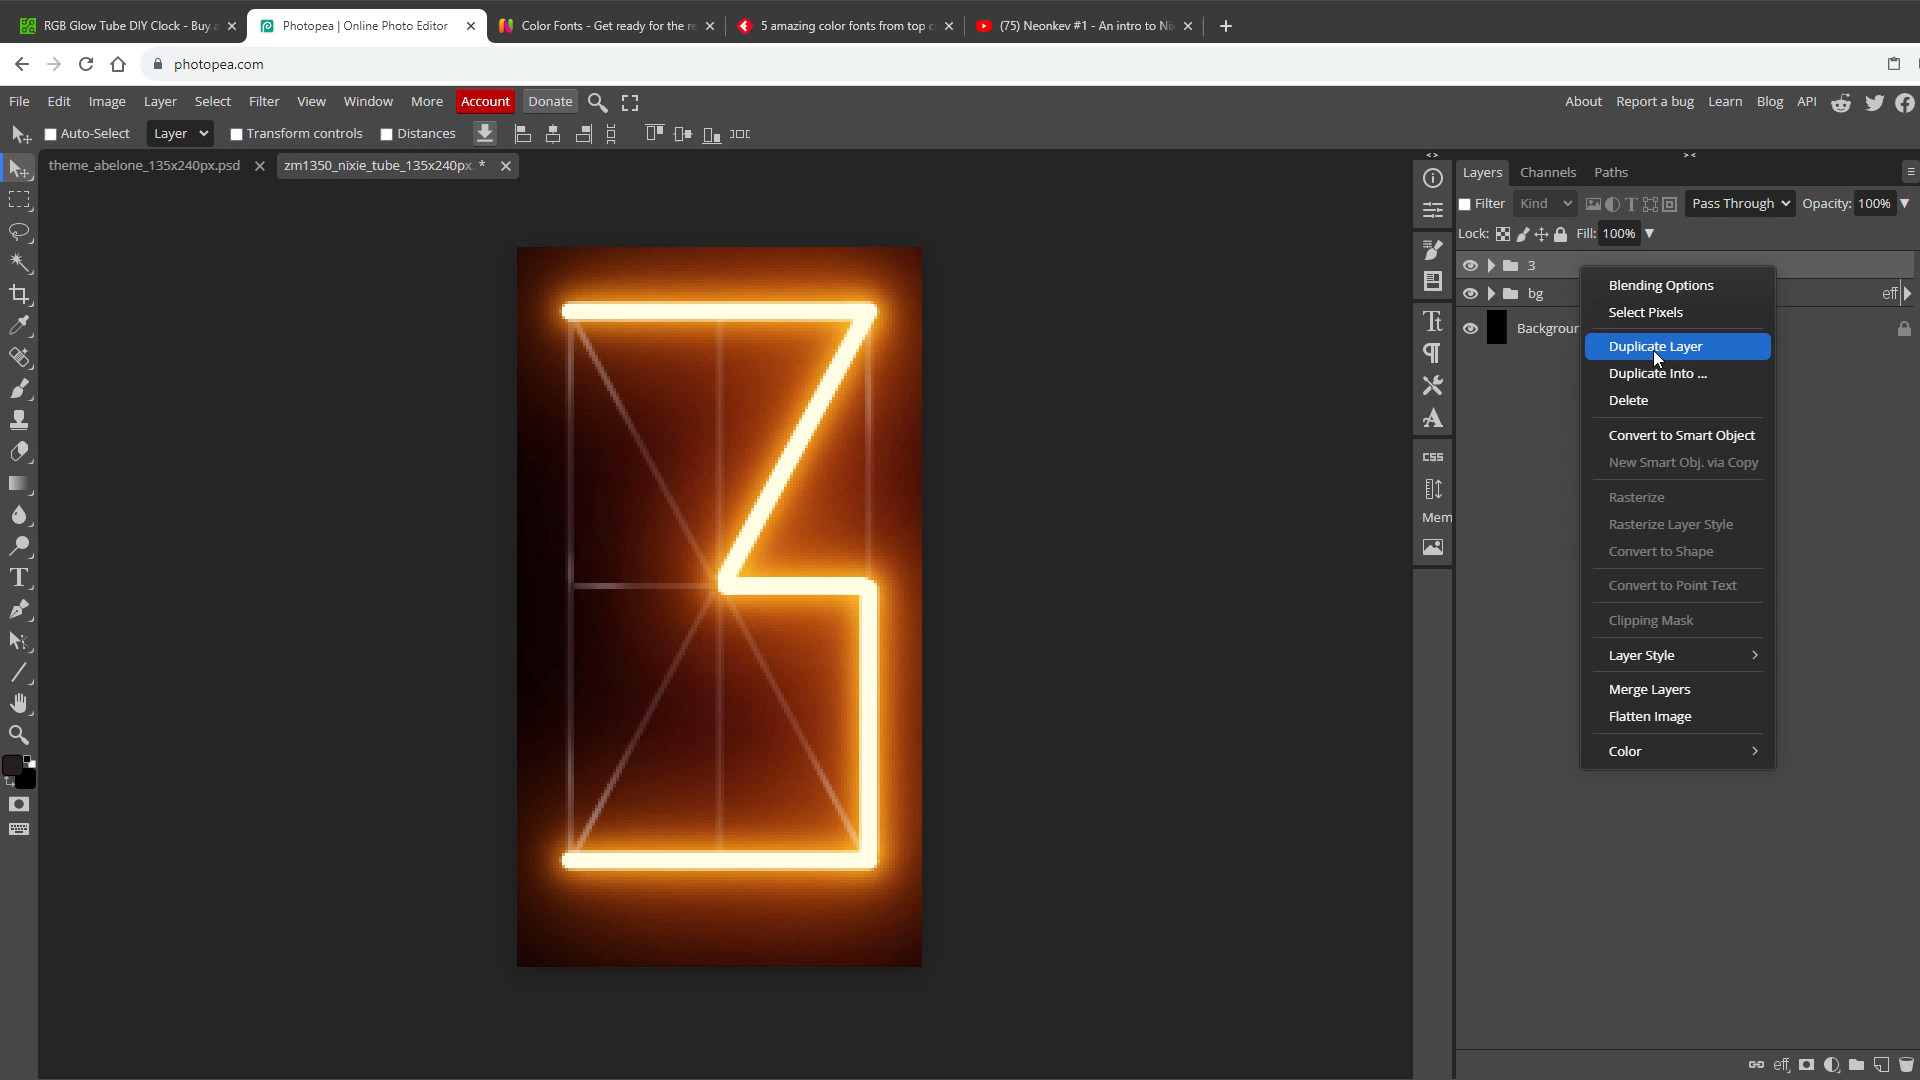 RGB Glow Tube DIY Clock - Buy a
Photopea | Online Photo Editor
Color Fonts - Get ready for the re
5 amazing color fonts from top c
(75) Neonkev #1 - An intro to Nix
photopea.com
File Edit Image Layer Select Filter View Window More Account Donate
About Report a bug Learn Blog API
Auto-Select Layer Transform controls Distances
theme_abelone_135x240px.psd
zm1350_nixie_tube_135x240px. *
Layers Channels Paths
Filter Kind Pass Through Opacity: 100%
Lock: Fill: 100%
3
bg eff
Backgroun
Blending Options
Select Pixels
Duplicate Layer
Duplicate Into ...
Delete
Convert to Smart Object
New Smart Obj. via Copy
Rasterize
Rasterize Layer Style
Convert to Shape
Convert to Point Text
Clipping Mask
Layer Style
Merge Layers
Flatten Image
Color
CSS
Mem
eff